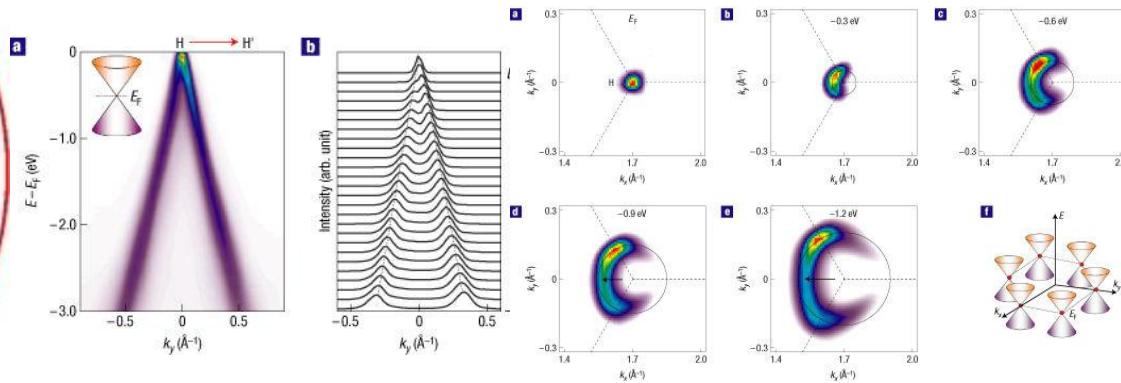 a
H → H'
0
−1.0
−2.0
−3.0
E − E_F (eV)
E_F
−0.5 0 0.5
k_y (Å⁻¹)
b
Intensity (arb. unit)
−0.5 0 0.5
k_y (Å⁻¹)
a
E_F
H
0.3
0
−0.3
k_y (Å⁻¹)
1.4 1.7 2.0
k_x (Å⁻¹)
b
−0.3 eV
0.3
0
−0.3
k_y (Å⁻¹)
1.4 1.7 2.0
k_x (Å⁻¹)
c
−0.6 eV
0.3
0
−0.3
k_y (Å⁻¹)
1.4 1.7 2.0
k_x (Å⁻¹)
d
−0.9 eV
0.3
0
−0.3
k_y (Å⁻¹)
1.4 1.7 2.0
k_x (Å⁻¹)
e
−1.2 eV
0.3
0
−0.3
k_y (Å⁻¹)
1.4 1.7 2.0
k_x (Å⁻¹)
f
E
k_y
k_x
E_F